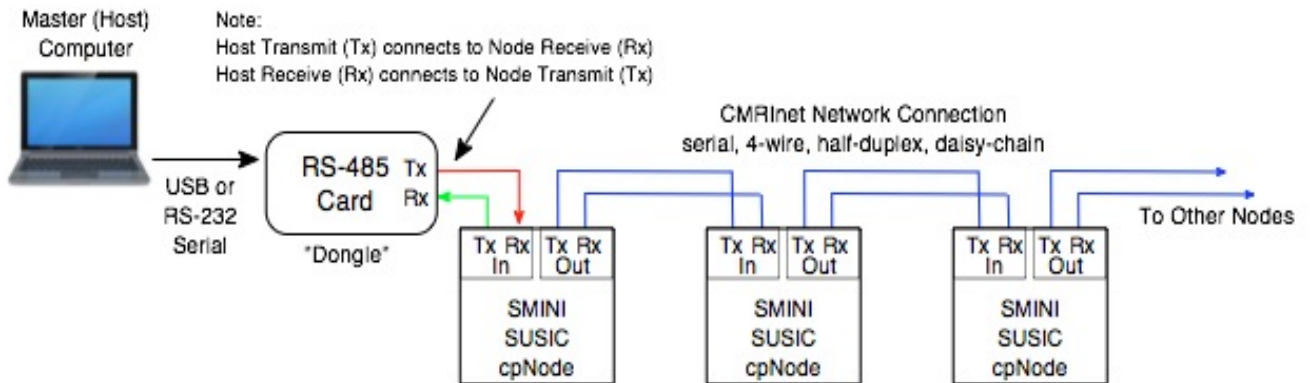 Master (Host)
Computer
Note:
Host Transmit (Tx) connects to Node Receive (Rx)
Host Receive (Rx) connects to Node Transmit (Tx)
CMRInet Network Connection
serial, 4-wire, half-duplex, daisy-chain
USB or
RS-232
Serial
RS-485
Card
Tx
Rx
"Dongle"
To Other Nodes
Tx Rx
In
Tx Rx
Out
SMINI
SUSIC
cpNode
Tx Rx
In
Tx Rx
Out
SMINI
SUSIC
cpNode
Tx Rx
In
Tx Rx
Out
SMINI
SUSIC
cpNode